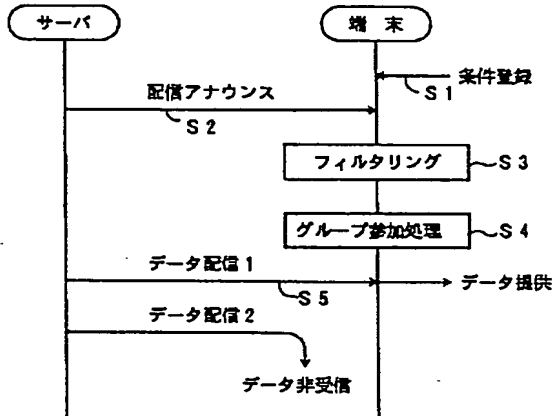 サーバ
端 末
条件登録
S1
配信アナウンス
S2
フィルタリング
S3
グループ参加処理
S4
データ配信1
データ提供
S5
データ配信2
データ非受信